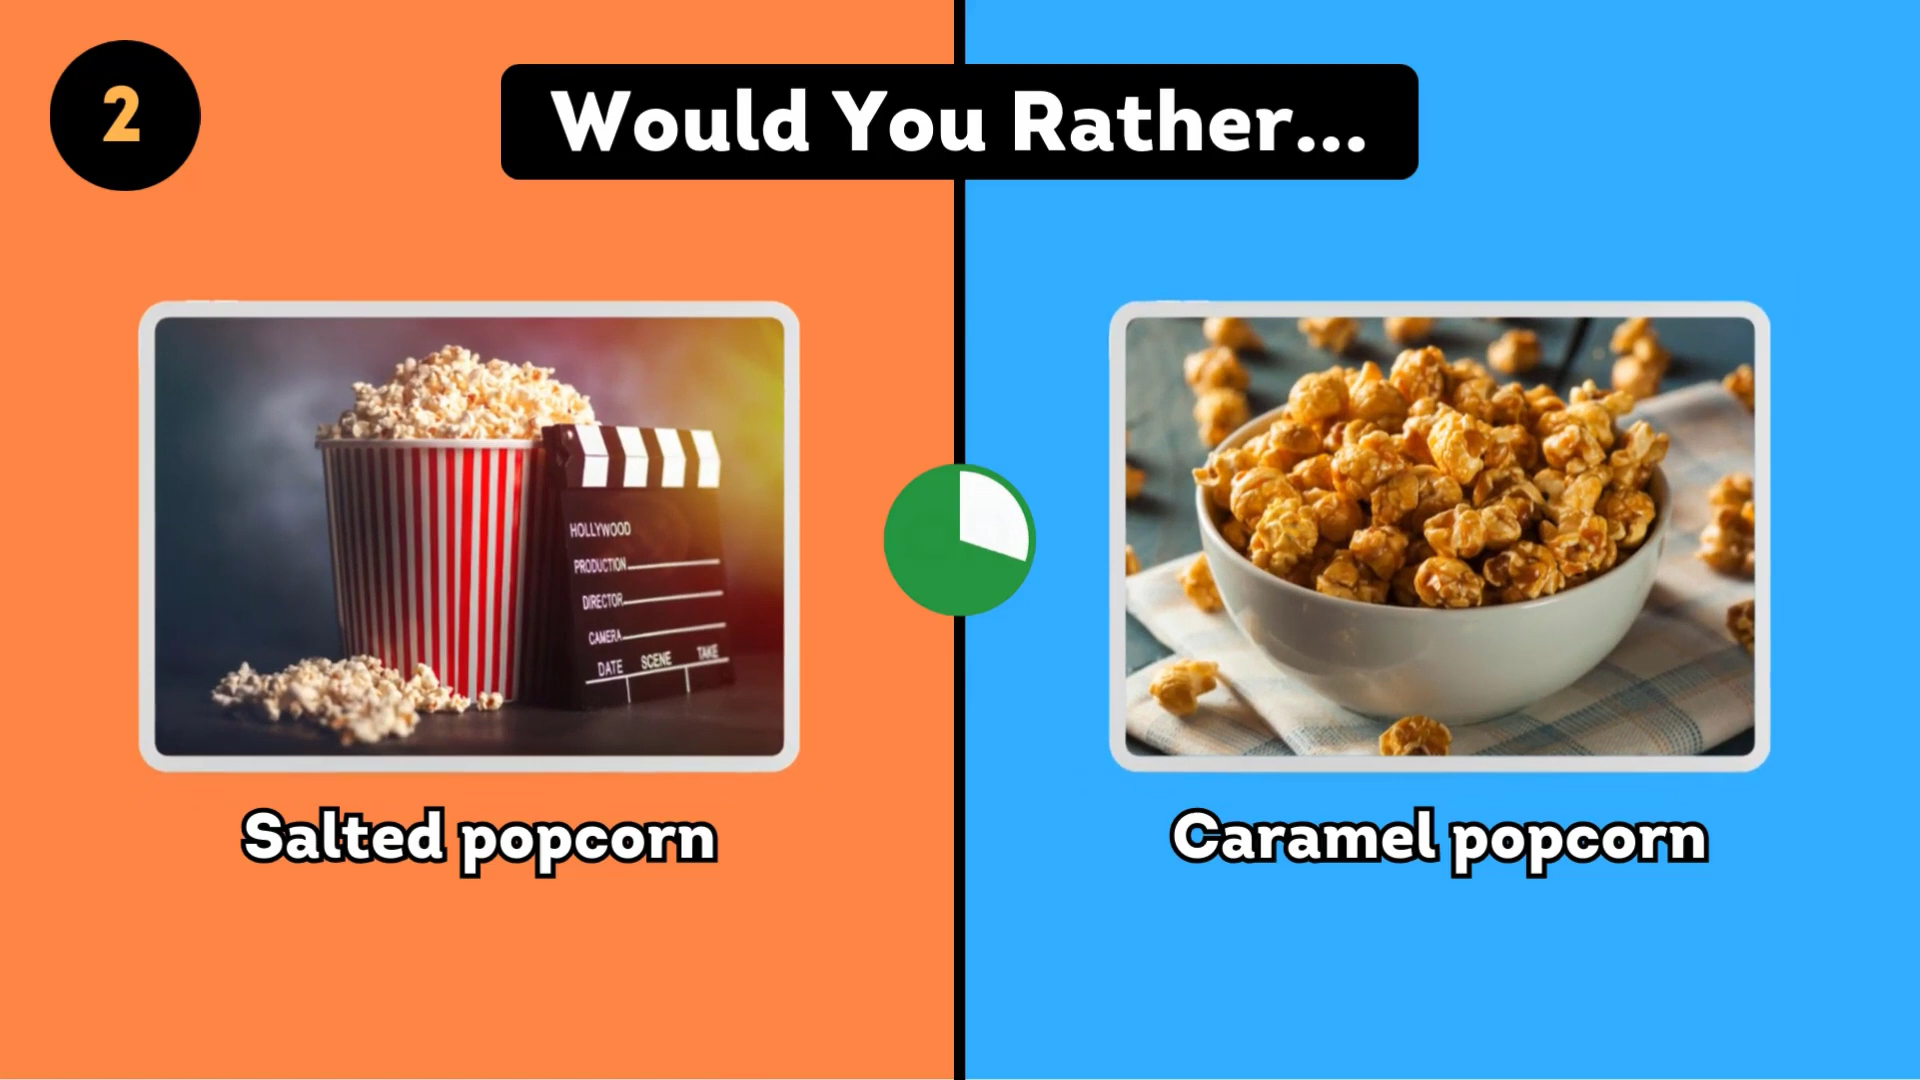 2
Would You Rather...
HOLLYWOOD
PRODUCTION
DIRECTOR
CAMERA
DATE SCENE TAKE
Salted popcorn
Caramel popcorn